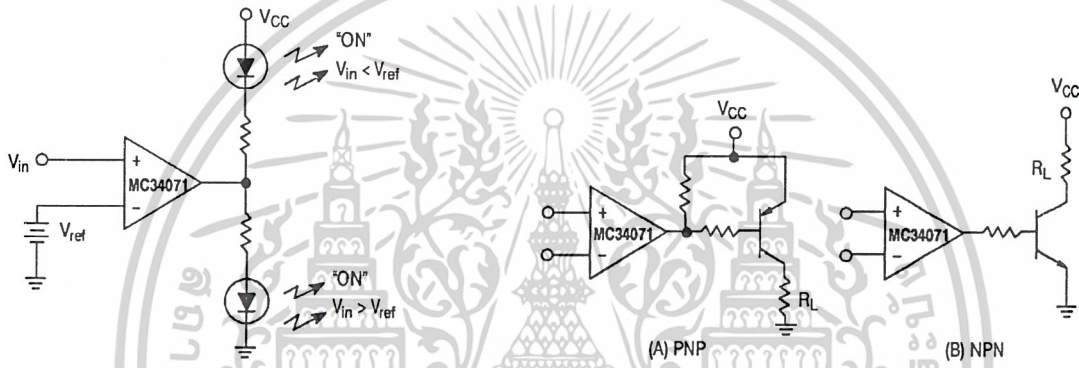 VCC
"ON"
Vin < Vref
Vin
+
MC34071
−
Vref
"ON"
Vin > Vref
VCC
+
MC34071
−
RL
(A) PNP
VCC
RL
+
MC34071
−
(B) NPN